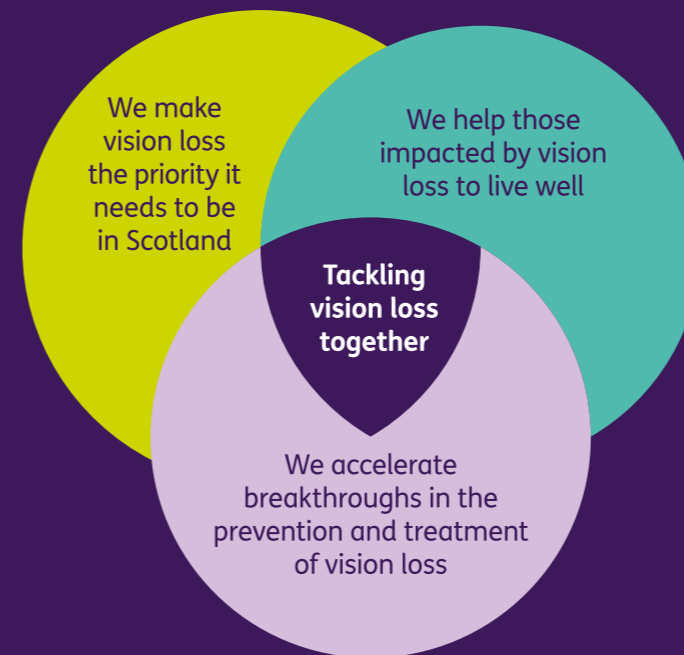 We make
vision loss
the priority it
needs to be
in Scotland
We help those
impacted by vision
loss to live well
Tackling
vision loss
together
We accelerate
breakthroughs in the
prevention and treatment
of vision loss